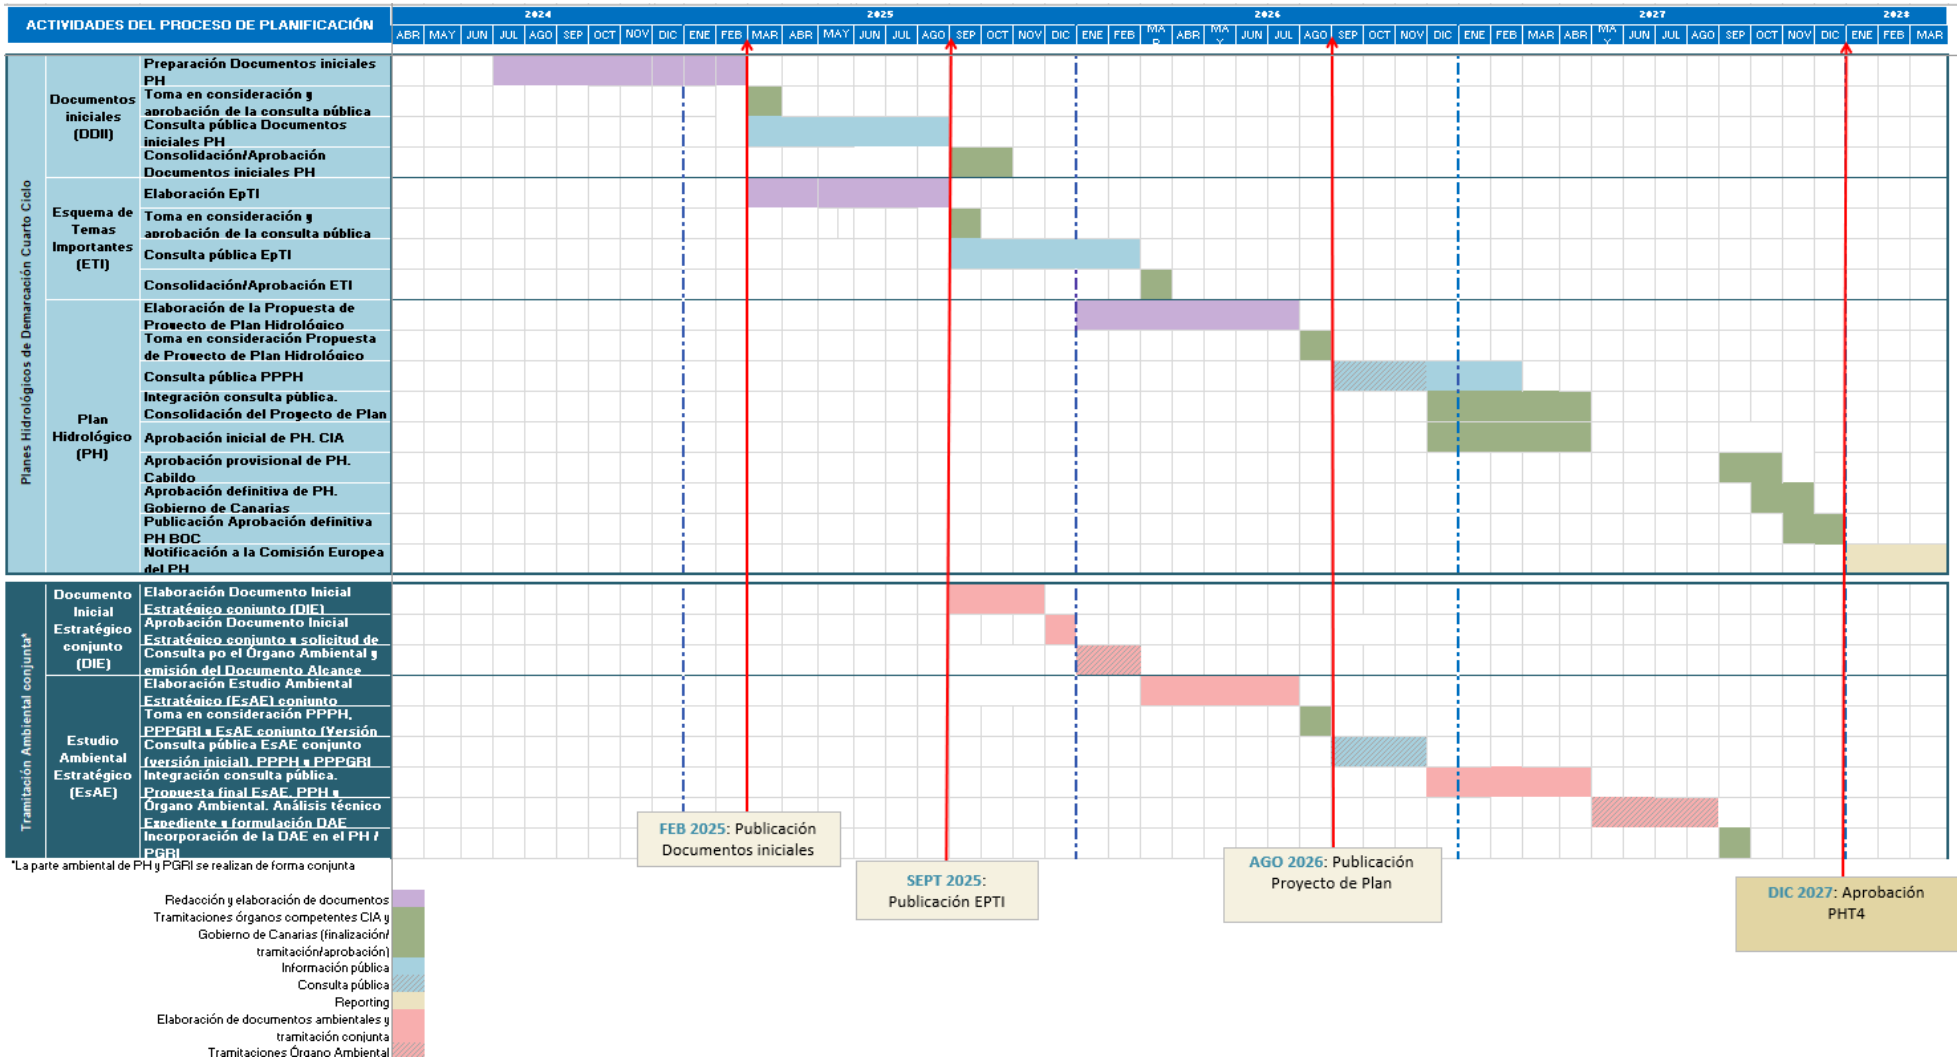 ACTIVIDADES DEL PROCESO DE PLANIFICACIÓN
2024 2025 2026 2027 2028
ABR MAY JUN JUL AGO SEP OCT NOV DIC ENE FEB MAR ABR MAY JUN JUL AGO SEP OCT NOV DIC ENE FEB MAR ABR MAY JUN JUL AGO SEP OCT NOV DIC ENE FEB MAR ABR MAY JUN JUL AGO SEP OCT NOV DIC ENE FEB MAR
Planes Hidrológicos de Demarcación Cuarto Ciclo
Documentos
iniciales
(DDII)
Preparación Documentos iniciales
PH
Toma en consideración y
aprobación de la consulta pública
Consulta pública Documentos
iniciales PH
Consolidación/Aprobación
Documentos iniciales PH
Esquema de
Temas
Importantes
(ETI)
Elaboración EpTI
Toma en consideración y
aprobación de la consulta pública
Consulta pública EpTI
Consolidación/Aprobación ETI
Plan
Hidrológico
(PH)
Elaboración de la Propuesta de
Proyecto de Plan Hidrológico
Toma en consideración Propuesta
de Proyecto de Plan Hidrológico
Consulta pública PPPH
Integración consulta pública.
Consolidación del Proyecto de Plan
Aprobación inicial de PH. CIA
Aprobación provisional de PH.
Cabildo
Aprobación definitiva de PH.
Gobierno de Canarias
Publicación Aprobación definitiva
PH BOC
Notificación a la Comisión Europea
del PH
Tramitación Ambiental conjunta*
Documento
Inicial
Estratégico
conjunto
(DIE)
Elaboración Documento Inicial
Estratégico conjunto (DIE)
Aprobación Documento Inicial
Estratégico conjunto y solicitud de
Consulta po el Órgano Ambiental y
emisión del Documento Alcance
Estudio
Ambiental
Estratégico
(EsAE)
Elaboración Estudio Ambiental
Estratégico (EsAE) conjunto
Toma en consideración PPPH,
PPPGRI y EsAE conjunto (Versión
Consulta pública EsAE conjunto
(versión inicial), PPPH y PPPGRI
Integración consulta pública.
Propuesta final EsAE, PPH y
Órgano Ambiental. Análisis técnico
Expediente y formulación DAE
Incorporación de la DAE en el PH /
PGRI
*La parte ambiental de PH y PGRI se realizan de forma conjunta
FEB 2025: Publicación
Documentos iniciales
SEPT 2025:
Publicación EPTI
AGO 2026: Publicación
Proyecto de Plan
DIC 2027: Aprobación
PHT4
Redacción y elaboración de documentos
Tramitaciones órganos competentes CIA y
Gobierno de Canarias (finalización/
tramitación/aprobación)
Información pública
Consulta pública
Reporting
Elaboración de documentos ambientales y
tramitación conjunta
Tramitaciones Órgano Ambiental